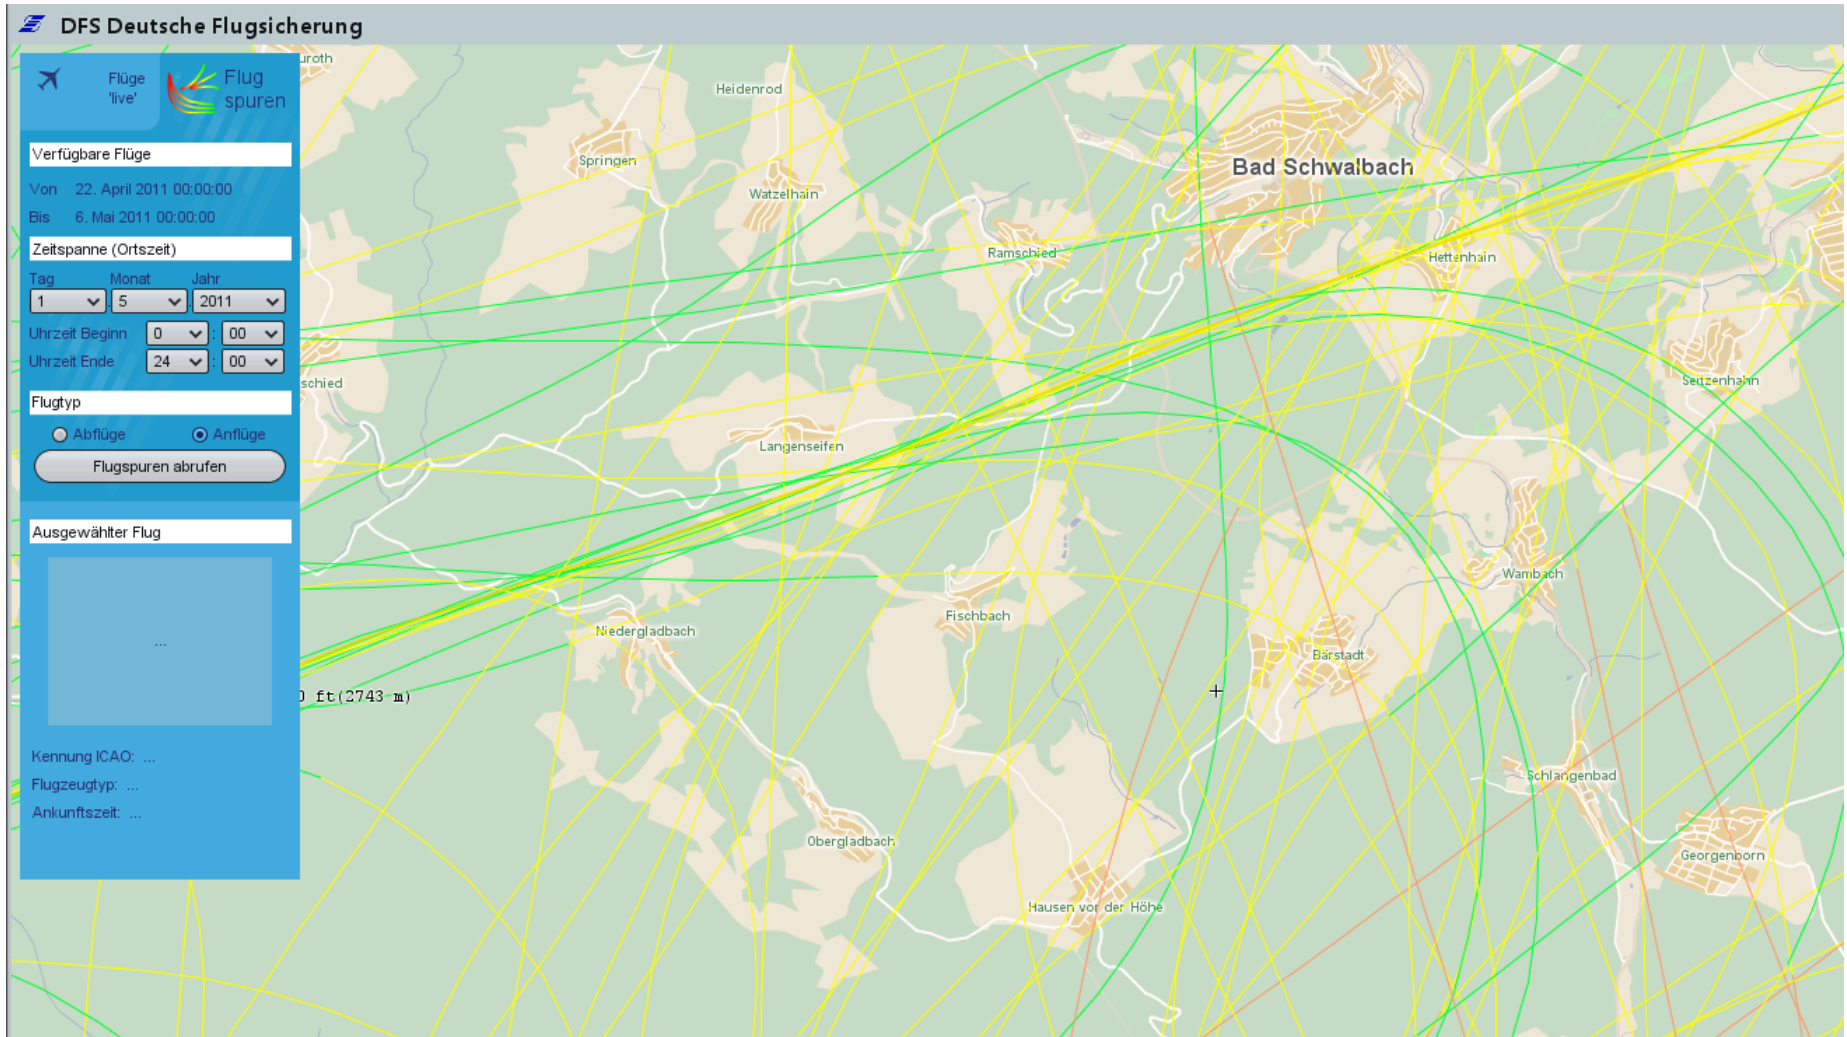 DFS Deutsche Flugsicherung
Flüge
'live'
Flug
spuren
Verfügbare Flüge
Von 22. April 2011 00:00:00
Bis 6. Mai 2011 00:00:00
Zeitspanne (Ortszeit)
Tag Monat Jahr
1 . 5 . 2011
Uhrzeit Beginn 0 : 00
Uhrzeit Ende 24 : 00
Flugtyp
Abflüge Anflüge
Flugspuren abrufen
Ausgewählter Flug
...
Kennung ICAO: ...
Flugzeugtyp: ...
Ankunftszeit: ...
uroth
Heidenrod
Springen
Watzelhain
Bad Schwalbach
Ramschied
Hettenhain
schied
Seitzenhahn
Langenseifen
Wambach
Fischbach
Niedergladbach
Bärstadt
0 ft(2743 m)
Schlangenbad
Obergladbach
Georgenborn
Hausen vor der Höhe